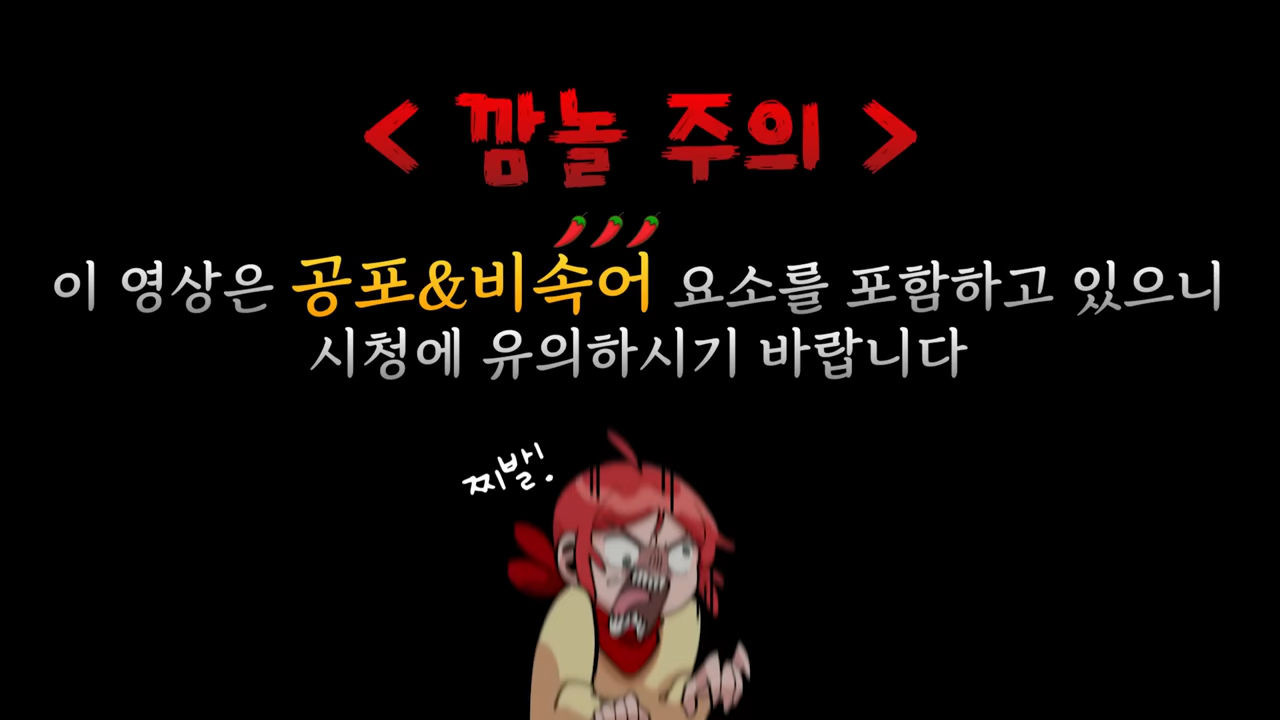 < 깜놀 주의 >
이 영상은 공포&비속어 요소를 포함하고 있으니
시청에 유의하시기 바랍니다
찌발!